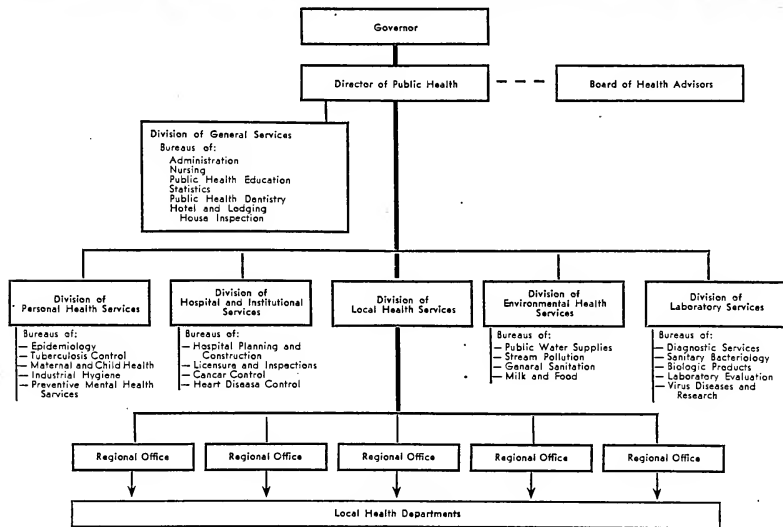 Governor
Director of Public Health
Board of Health Advisors
Division of General Services
Bureaus of:
Administration
Nursing
Public Health Education
Statistics
Public Health Dentistry
Hotel and Lodging
House Inspection
Division of
Personal Health Services
Bureaus of:
— Epidemiology
— Tuberculosis Control
— Maternal and Child Health
— Industrial Hygiene
— Preventive Mental Health
Services
Division of
Hospital and Institutional
Services
Bureaus of:
— Hospital Planning and
Construction
— Licensure and Inspections
— Cancer Control
— Heart Disease Control
Division of
Local Health Services
Division of
Environmental Health
Services
Bureaus of:
— Public Water Supplies
— Stream Pollution
— General Sanitation
— Milk and Food
Division of
Laboratory Services
Bureaus of:
— Diagnostic Services
— Sanitary Bacteriology
— Biologic Products
— Laboratory Evaluation
— Virus Diseases and
Research
Regional Office
Regional Office
Regional Office
Regional Office
Regional Office
Local Health Departments